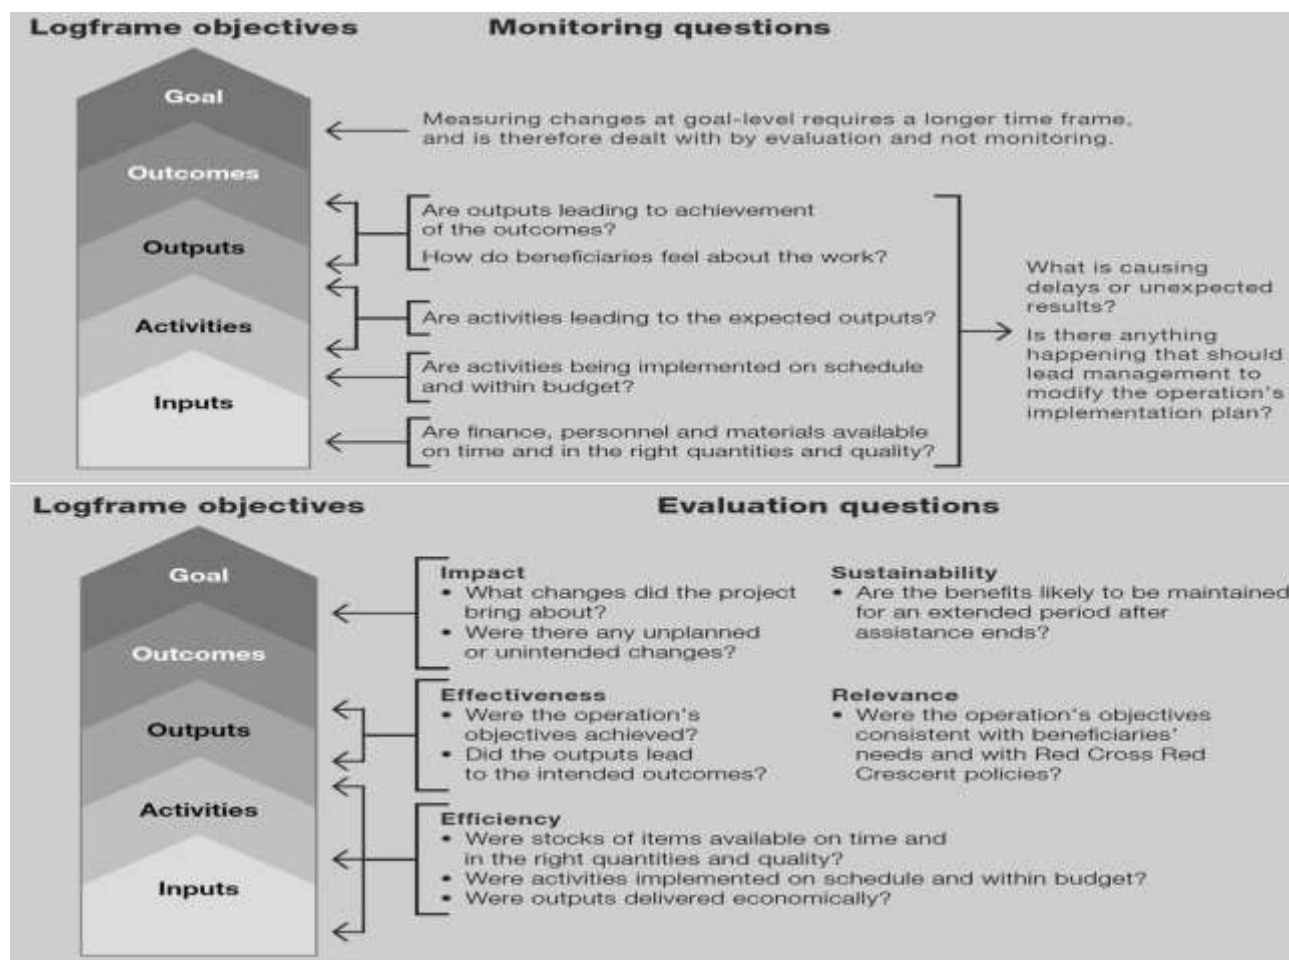 Logframe objectives
Monitoring questions
Goal
Outcomes
Outputs
Activities
Inputs
Measuring changes at goal-level requires a longer time frame,
and is therefore dealt with by evaluation and not monitoring.
Are outputs leading to achievement
of the outcomes?
How do beneficiaries feel about the work?
Are activities leading to the expected outputs?
Are activities being implemented on schedule
and within budget?
Are finance, personnel and materials available
on time and in the right quantities and quality?
What is causing
delays or unexpected
results?
Is there anything
happening that should
lead management to
modify the operation's
implementation plan?
Logframe objectives
Evaluation questions
Goal
Outcomes
Outputs
Activities
Inputs
Impact
• What changes did the project
bring about?
• Were there any unplanned
or unintended changes?
Sustainability
• Are the benefits likely to be maintained
for an extended period after
assistance ends?
Effectiveness
• Were the operation's
objectives achieved?
• Did the outputs lead
to the intended outcomes?
Relevance
• Were the operation's objectives
consistent with beneficiaries'
needs and with Red Cross Red
Crescent policies?
Efficiency
• Were stocks of items available on time and
in the right quantities and quality?
• Were activities implemented on schedule and within budget?
• Were outputs delivered economically?